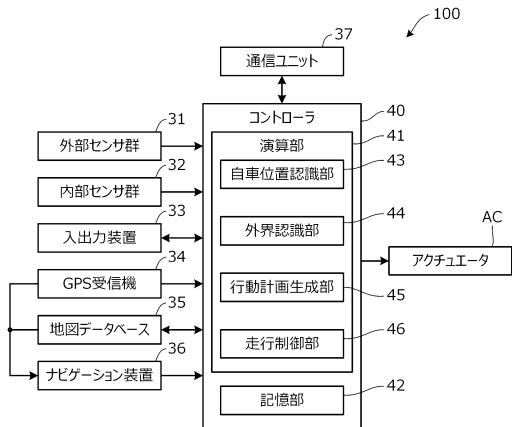 100
37
通信ユニット
コントローラ
40
演算部
41
31
外部センサ群
自車位置認識部
43
32
内部センサ群
33
入出力装置
外界認識部
44
AC
アクチュエータ
34
GPS受信機
行動計画生成部
45
35
地図データベース
走行制御部
46
36
ナビゲーション装置
記憶部
42